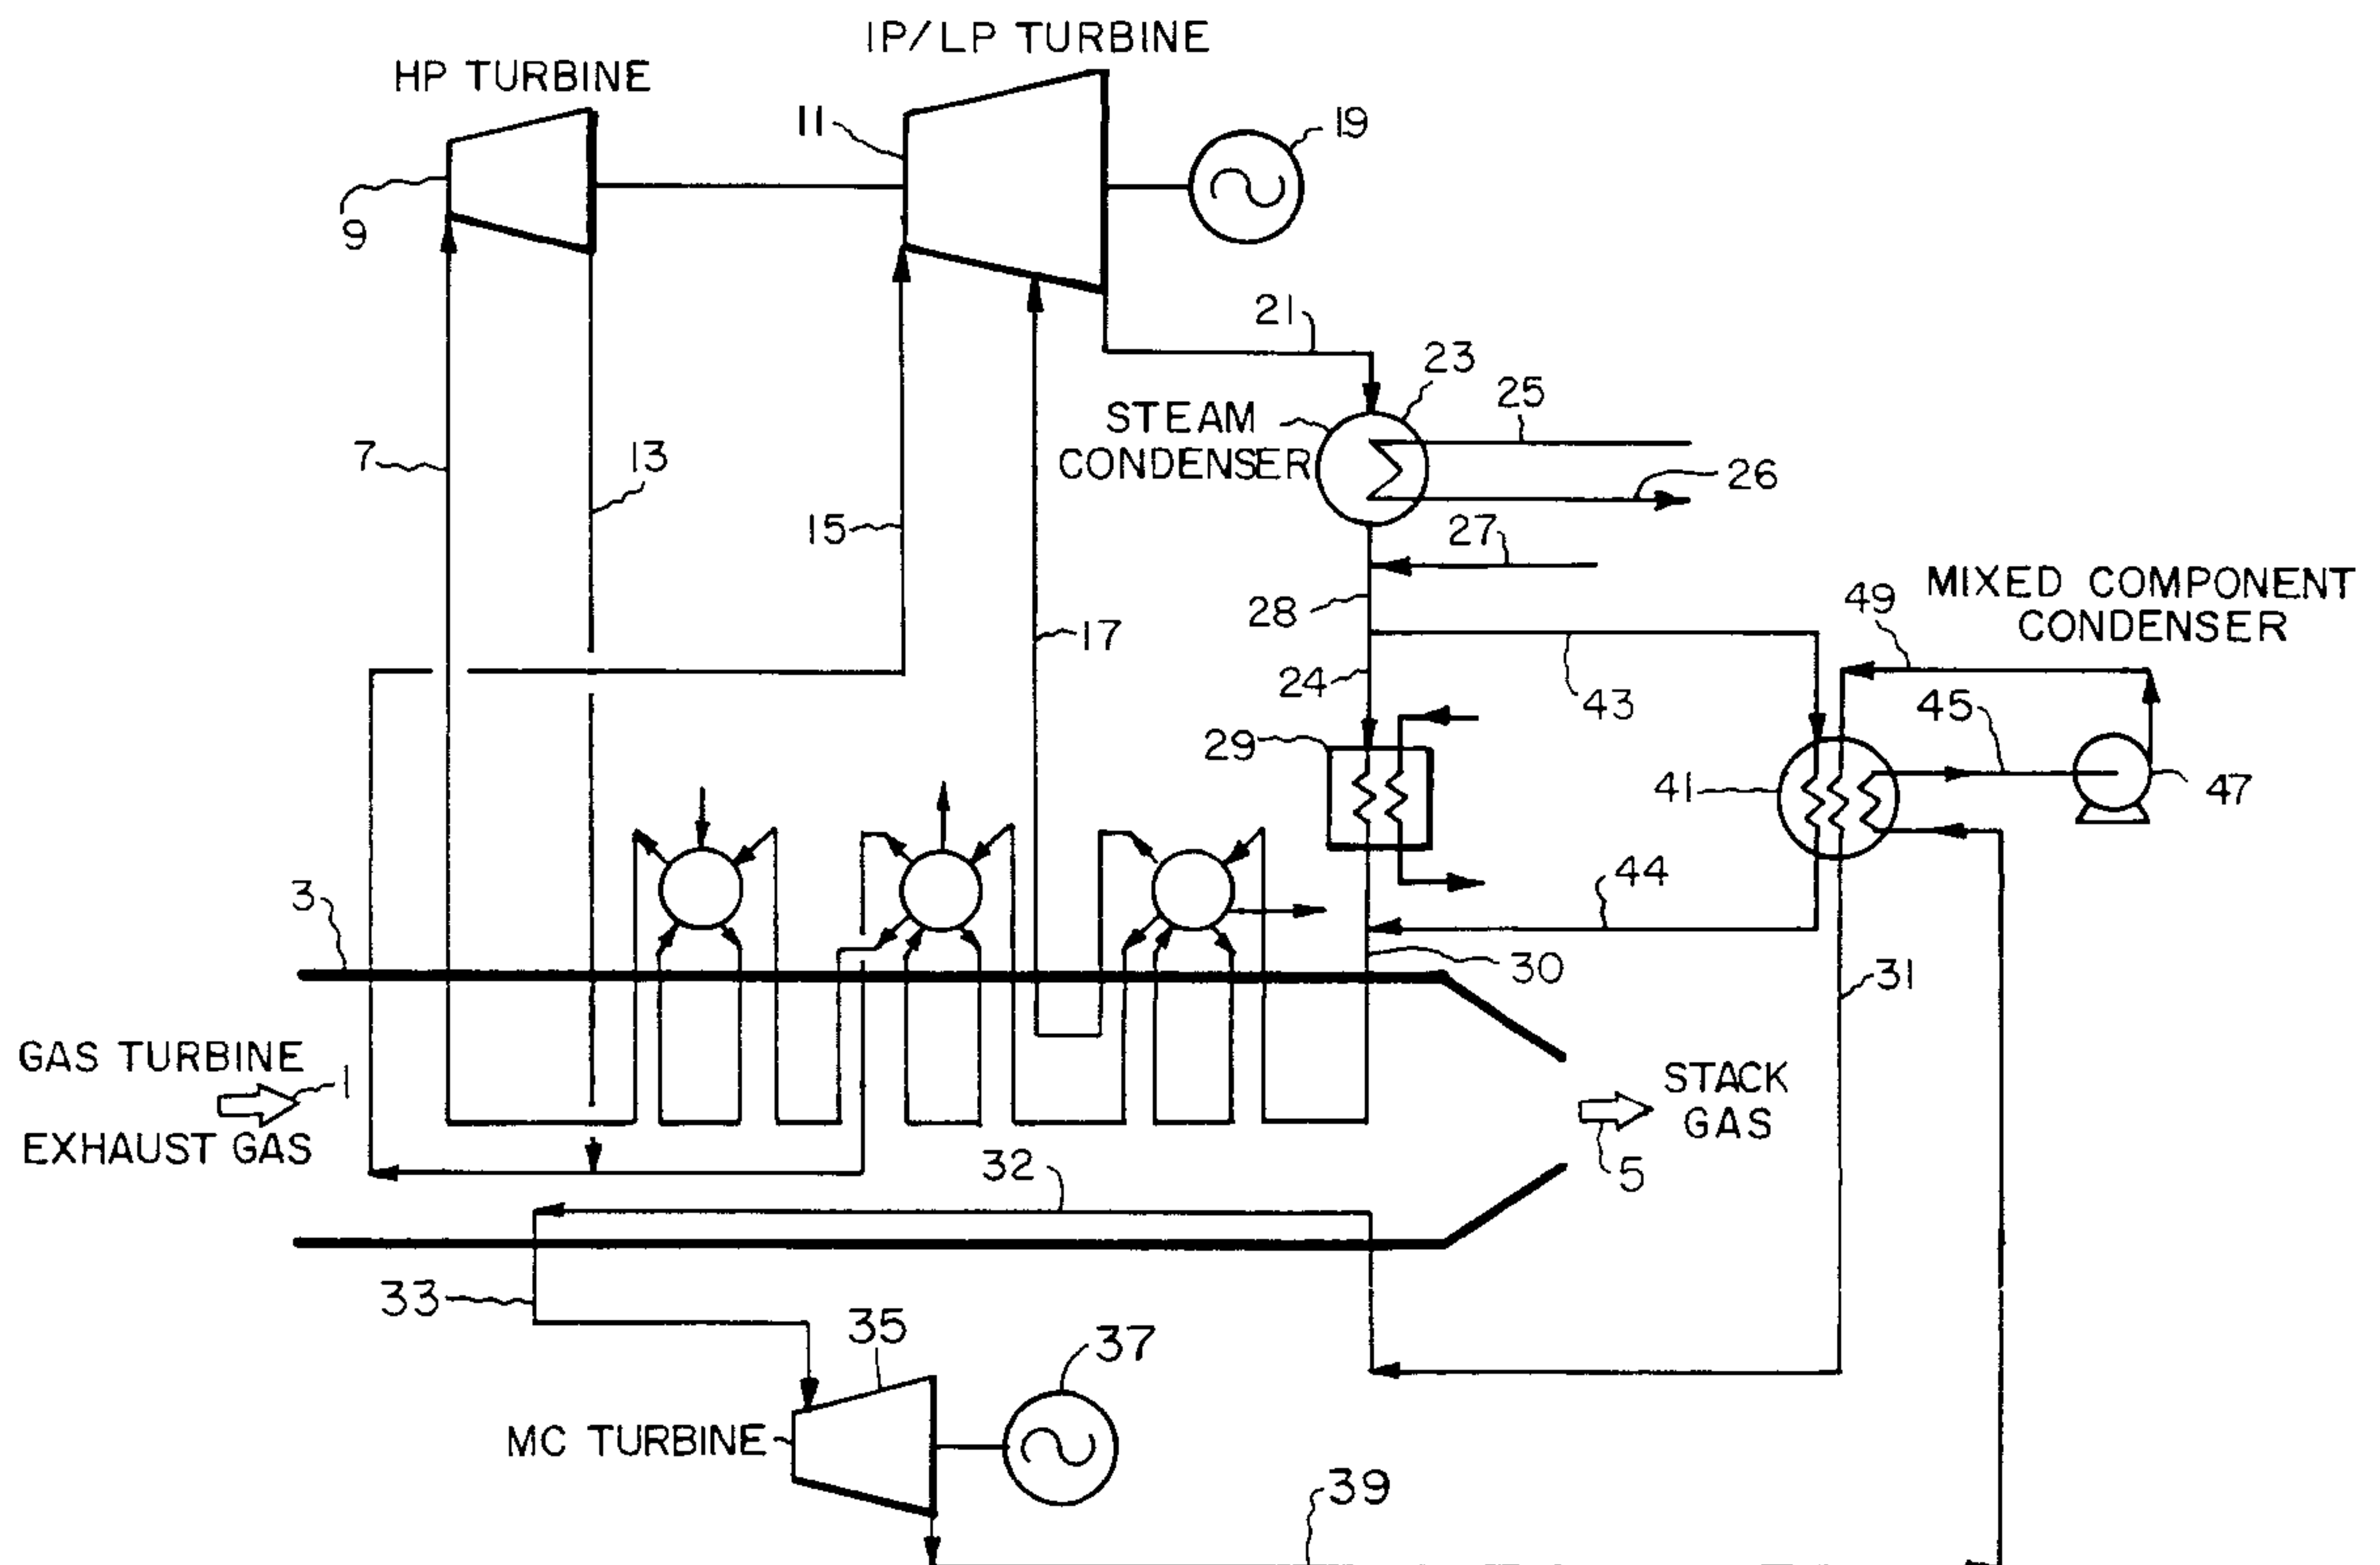 IP/LP TURBINE
HP TURBINE
11
19
9
21
23
25
STEAM
CONDENSER
26
7
13
15
27
28
MIXED COMPONENT
CONDENSER
49
17
24
43
45
29
41
47
3
44
30
31
GAS TURBINE
1
EXHAUST GAS
STACK
GAS
5
32
33
35
37
MC TURBINE
39